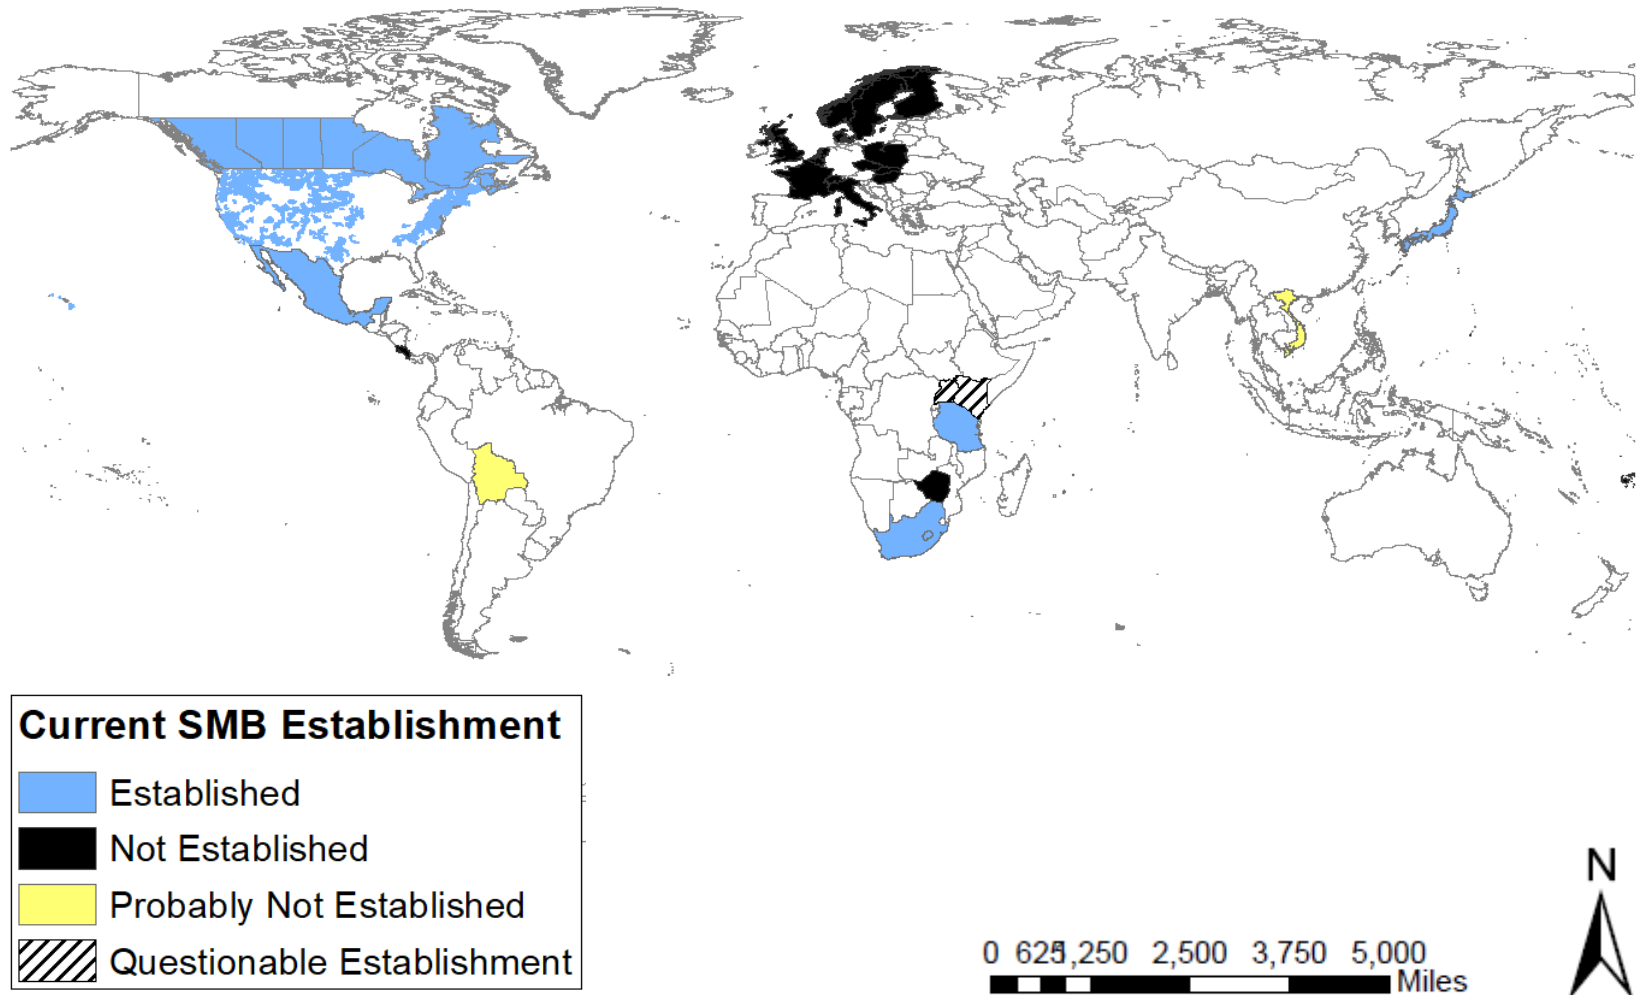 Current SMB Establishment
Established
Not Established
Probably Not Established
Questionable Establishment
N
0 625 1,250 2,500 3,750 5,000
Miles